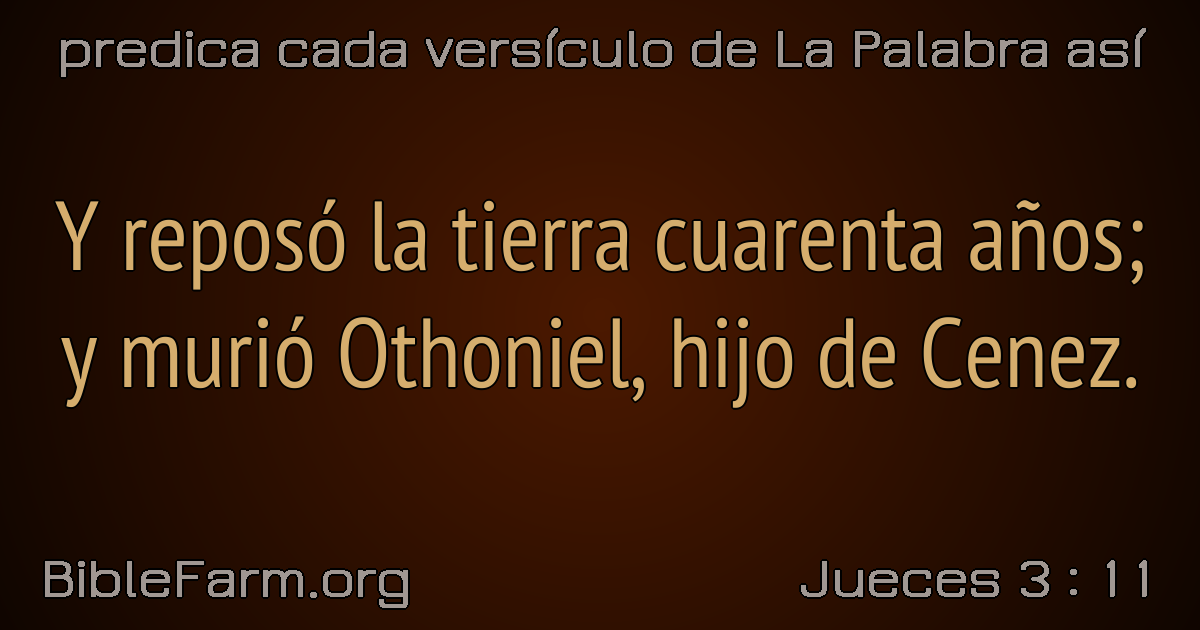 predica cada versículo de La Palabra así
Y reposó la tierra cuarenta años;
y murió Othoniel, hijo de Cenez.
BibleFarm.org
Jueces 3 : 11